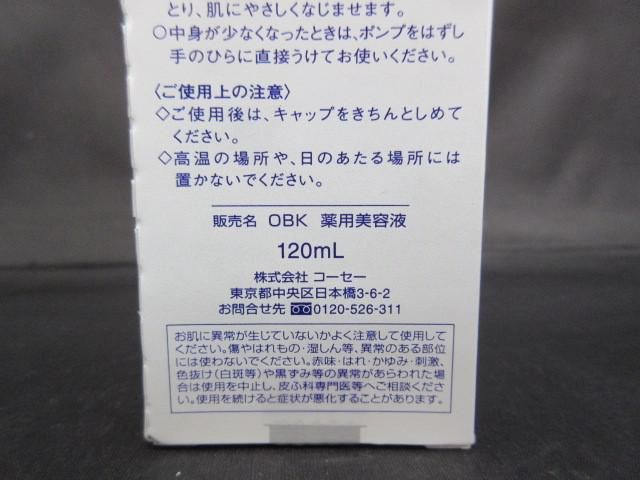 とり、肌にやさしくなじませます。
○中身が少なくなったときは、ポンプをはずし
手のひらに直接うけてお使いください。
〈ご使用上の注意〉
◇ご使用後は、キャップをきちんとしめて
ください。
◇高温の場所や、日のあたる場所には
置かないでください。
販売名 OBK 薬用美容液
120mL
株式会社 コーセー
東京都中央区日本橋3-6-2
お問合せ先 0120-526-311
お肌に異常が生じていないかよく注意して使用して
ください。傷やはれもの・湿しん等、異常のある部位
には使わないでください。赤味・はれ・かゆみ・刺激、
色抜け(白斑等)や黒ずみ等の異常があらわれた場合
は使用を中止し、皮ふ科専門医等へご相談くださ
い。使用を続けると症状が悪化することがあります。